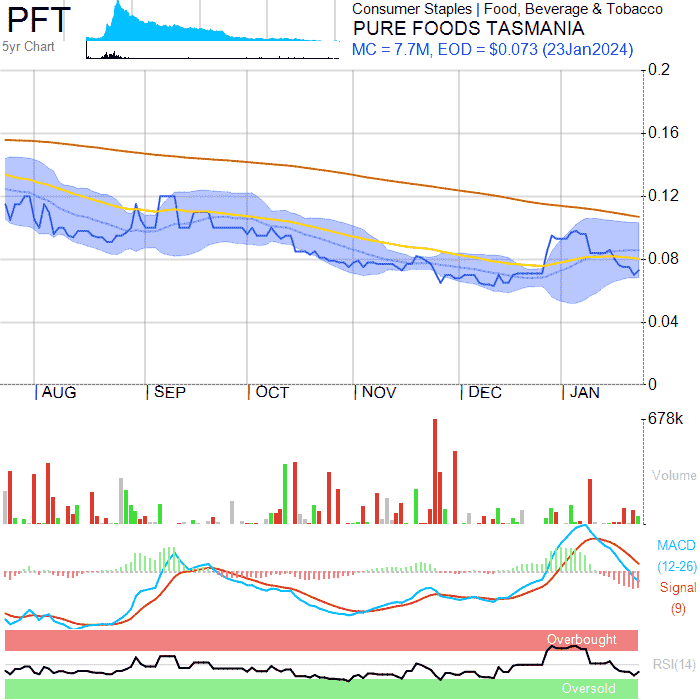 PFT
Consumer Staples | Food, Beverage & Tobacco
PURE FOODS TASMANIA
5yr Chart
MC = 7.7M, EOD = $0.073 (23Jan2024)
0.2
0.16
0.12
0.08
0.04
0
| AUG | SEP | OCT | NOV | DEC | JAN
678k
Volume
MACD
(12-26)
Signal
(9)
Overbought
RSI(14)
Oversold